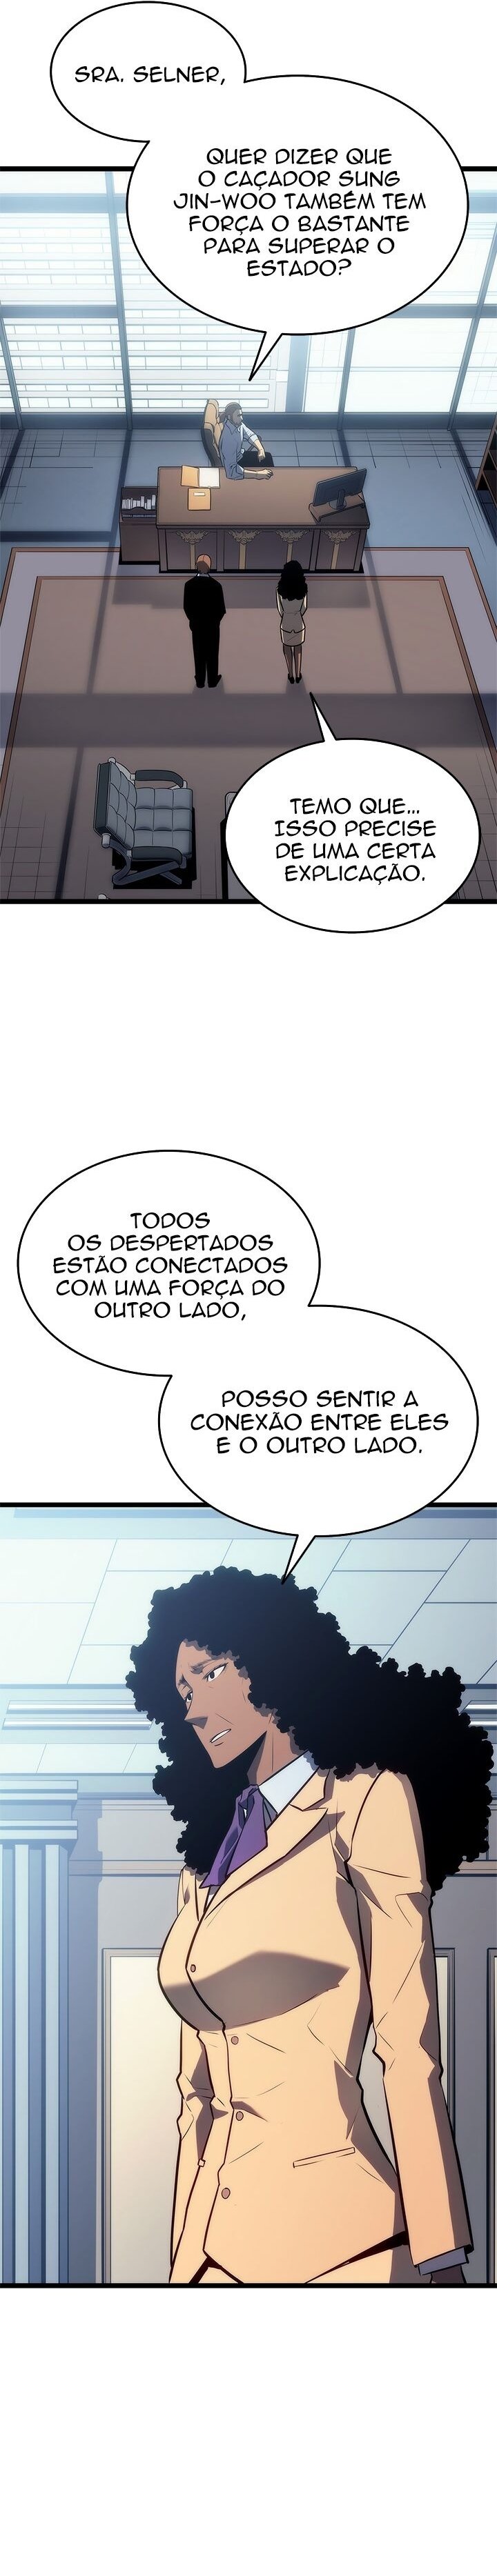 SRA. SELNER,
QUER DIZER QUE
O CAÇADOR SUNG
JIN-WOO TAMBÉM TEM
FORÇA O BASTANTE
PARA SUPERAR O
ESTADO?
TEMO QUE...
ISSO PRECISE
DE UMA CERTA
EXPLICAÇÃO.
TODOS
OS DESPERTADOS
ESTÃO CONECTADOS
COM UMA FORÇA DO
OUTRO LADO,
POSSO SENTIR A
CONEXÃO ENTRE ELES
E O OUTRO LADO.